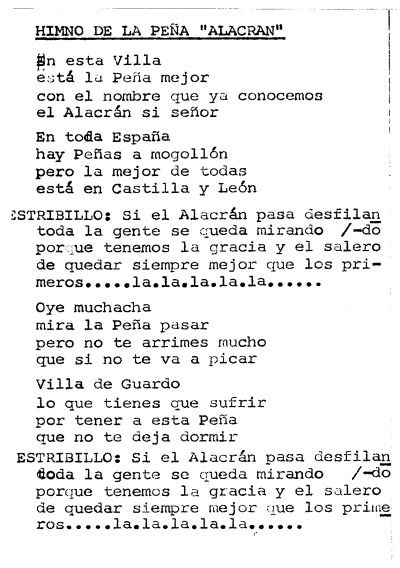 HIMNO DE LA PEÑA "ALACRAN"
En esta Villa
está la Peña mejor
con el nombre que ya conocemos
el Alacrán si señor
En toda España
hay Peñas a mogollón
pero la mejor de todas
está en Castilla y León
ESTRIBILLO: Si el Alacrán pasa desfilan
toda la gente se queda mirando /-do
porque tenemos la gracia y el salero
de quedar siempre mejor que los pri-
meros.....la.la.la.la.la......
Oye muchacha
mira la Peña pasar
pero no te arrimes mucho
que si no te va a picar
Villa de Guardo
lo que tienes que sufrir
por tener a esta Peña
que no te deja dormir
ESTRIBILLO: Si el Alacrán pasa desfilan
doda la gente se queda mirando /-do
porque tenemos la gracia y el salero
de quedar siempre mejor que los prime
ros.....la.la.la.la.la......